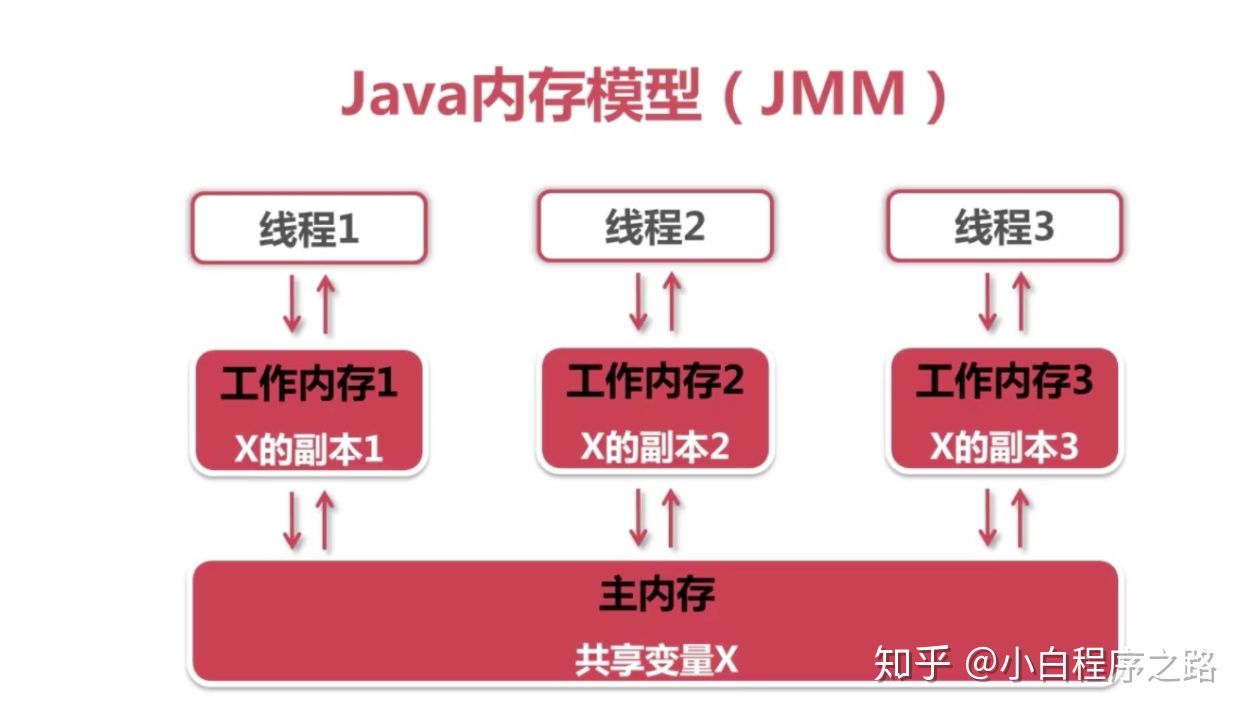 Java内存模型（JMM）
线程1
线程2
线程3
工作内存1
X的副本1
工作内存2
X的副本2
工作内存3
X的副本3
主内存
共享变量X
知乎 @小白程序之路